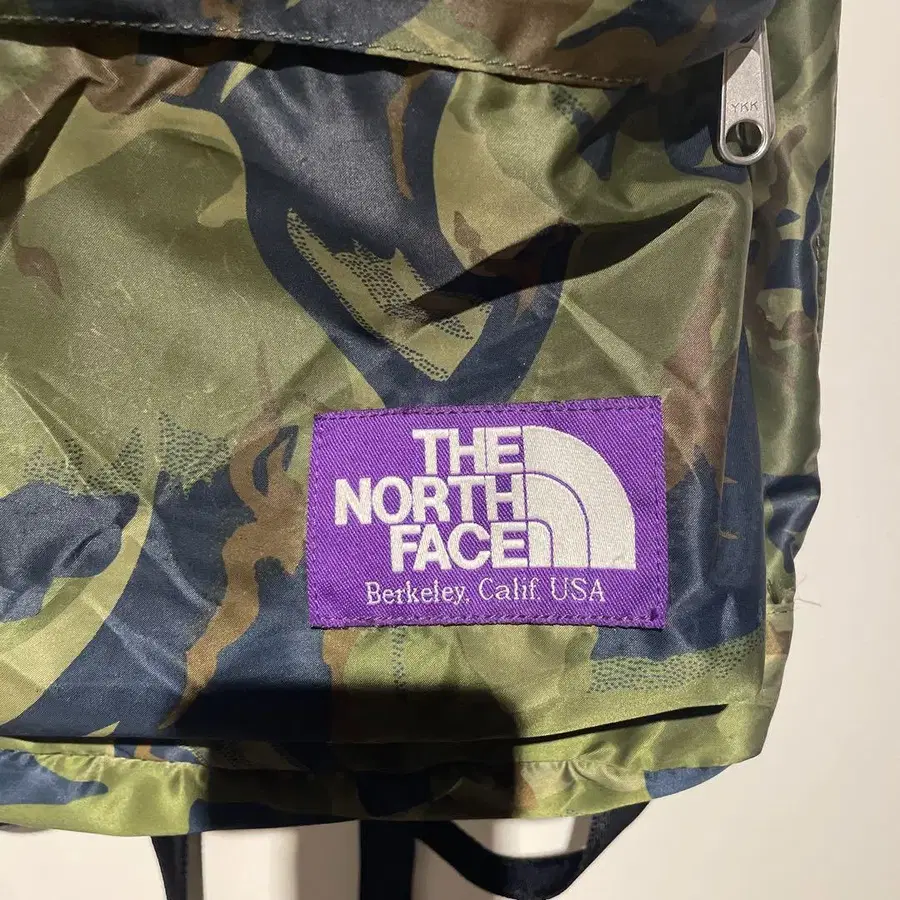 YKK
THE
NORTH
FACE
Berkeley, Calif. USA